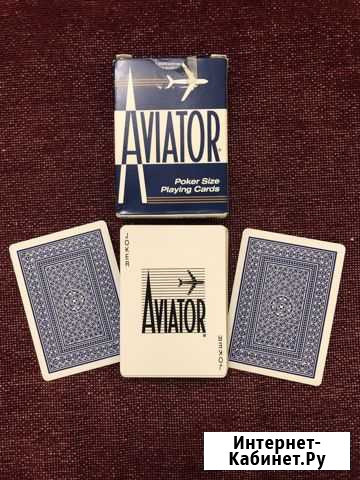 AVIATOR
Poker Size
Playing Cards
JOKER
AVIATOR
JOKER
Интернет-
Кабинет.Ру